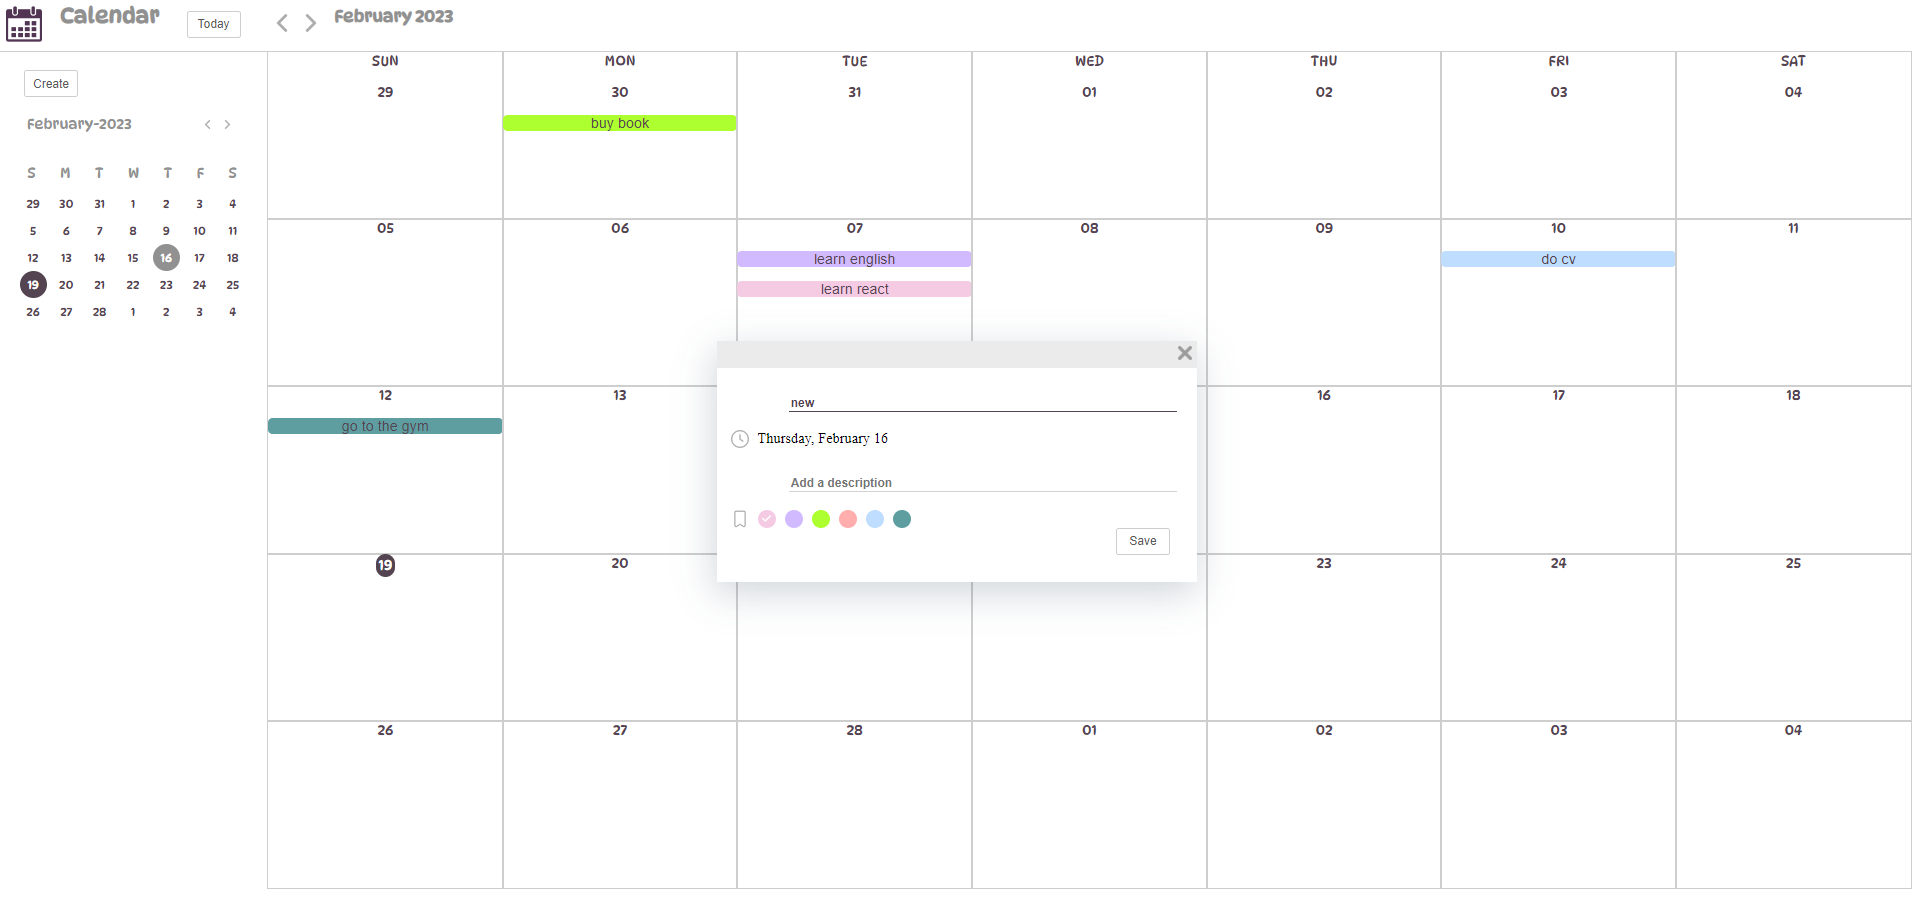 Calendar
Today
February 2023
Create
February-2023
S M T W T F S
29 30 31 1 2 3 4
5 6 7 8 9 10 11
12 13 14 15 16 17 18
19 20 21 22 23 24 25
26 27 28 1 2 3 4
SUN MON TUE WED THU FRI SAT
29 30 31 01 02 03 04
buy book
05 06 07 08 09 10 11
learn english do cv
learn react
12 13 16 17 18
go to the gym
19 20 23 24 25
26 27 28 01 02 03 04
new
Thursday, February 16
Add a description
Save